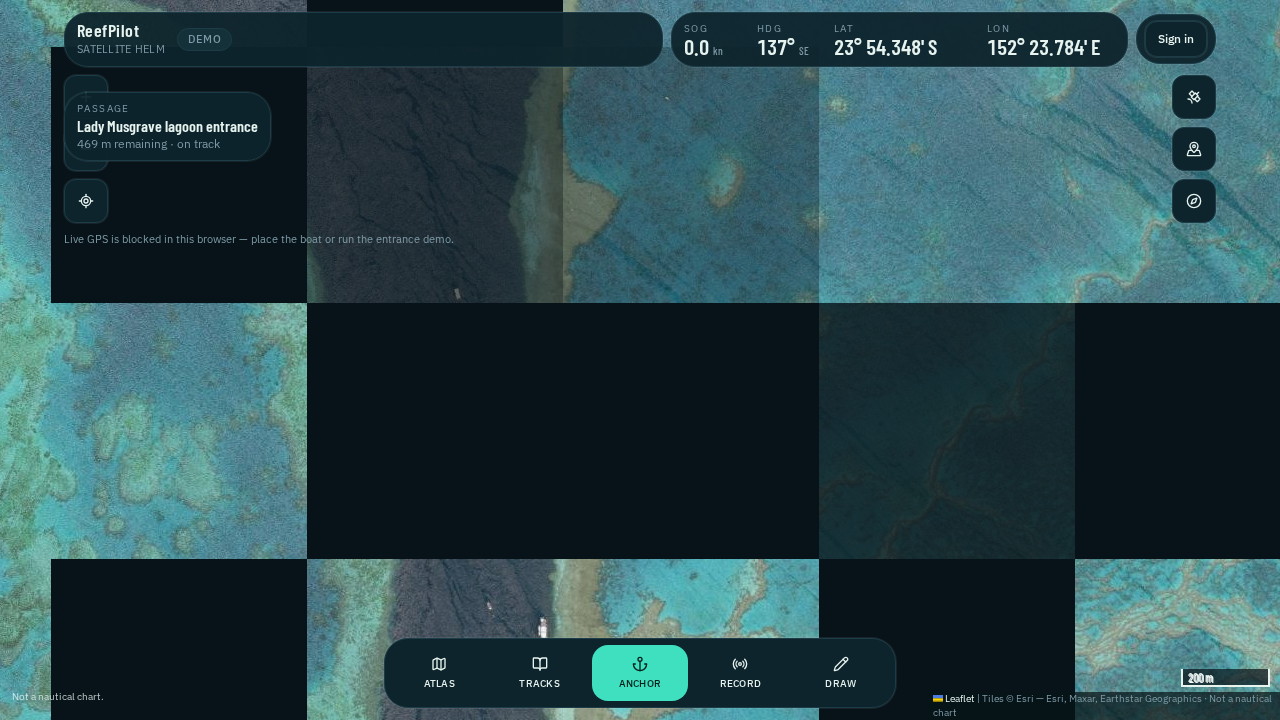 ReefPilot
SATELLITE HELM
DEMO
SOG
0.0 kn
HDG
137° SE
LAT
23° 54.348' S
LON
152° 23.784' E
Sign in
PASSAGE
Lady Musgrave lagoon entrance
469 m remaining · on track
Live GPS is blocked in this browser — place the boat or run the entrance demo.
ATLAS
TRACKS
ANCHOR
RECORD
DRAW
200 m
Not a nautical chart.
Leaflet | Tiles © Esri — Esri, Maxar, Earthstar Geographics · Not a nautical
chart